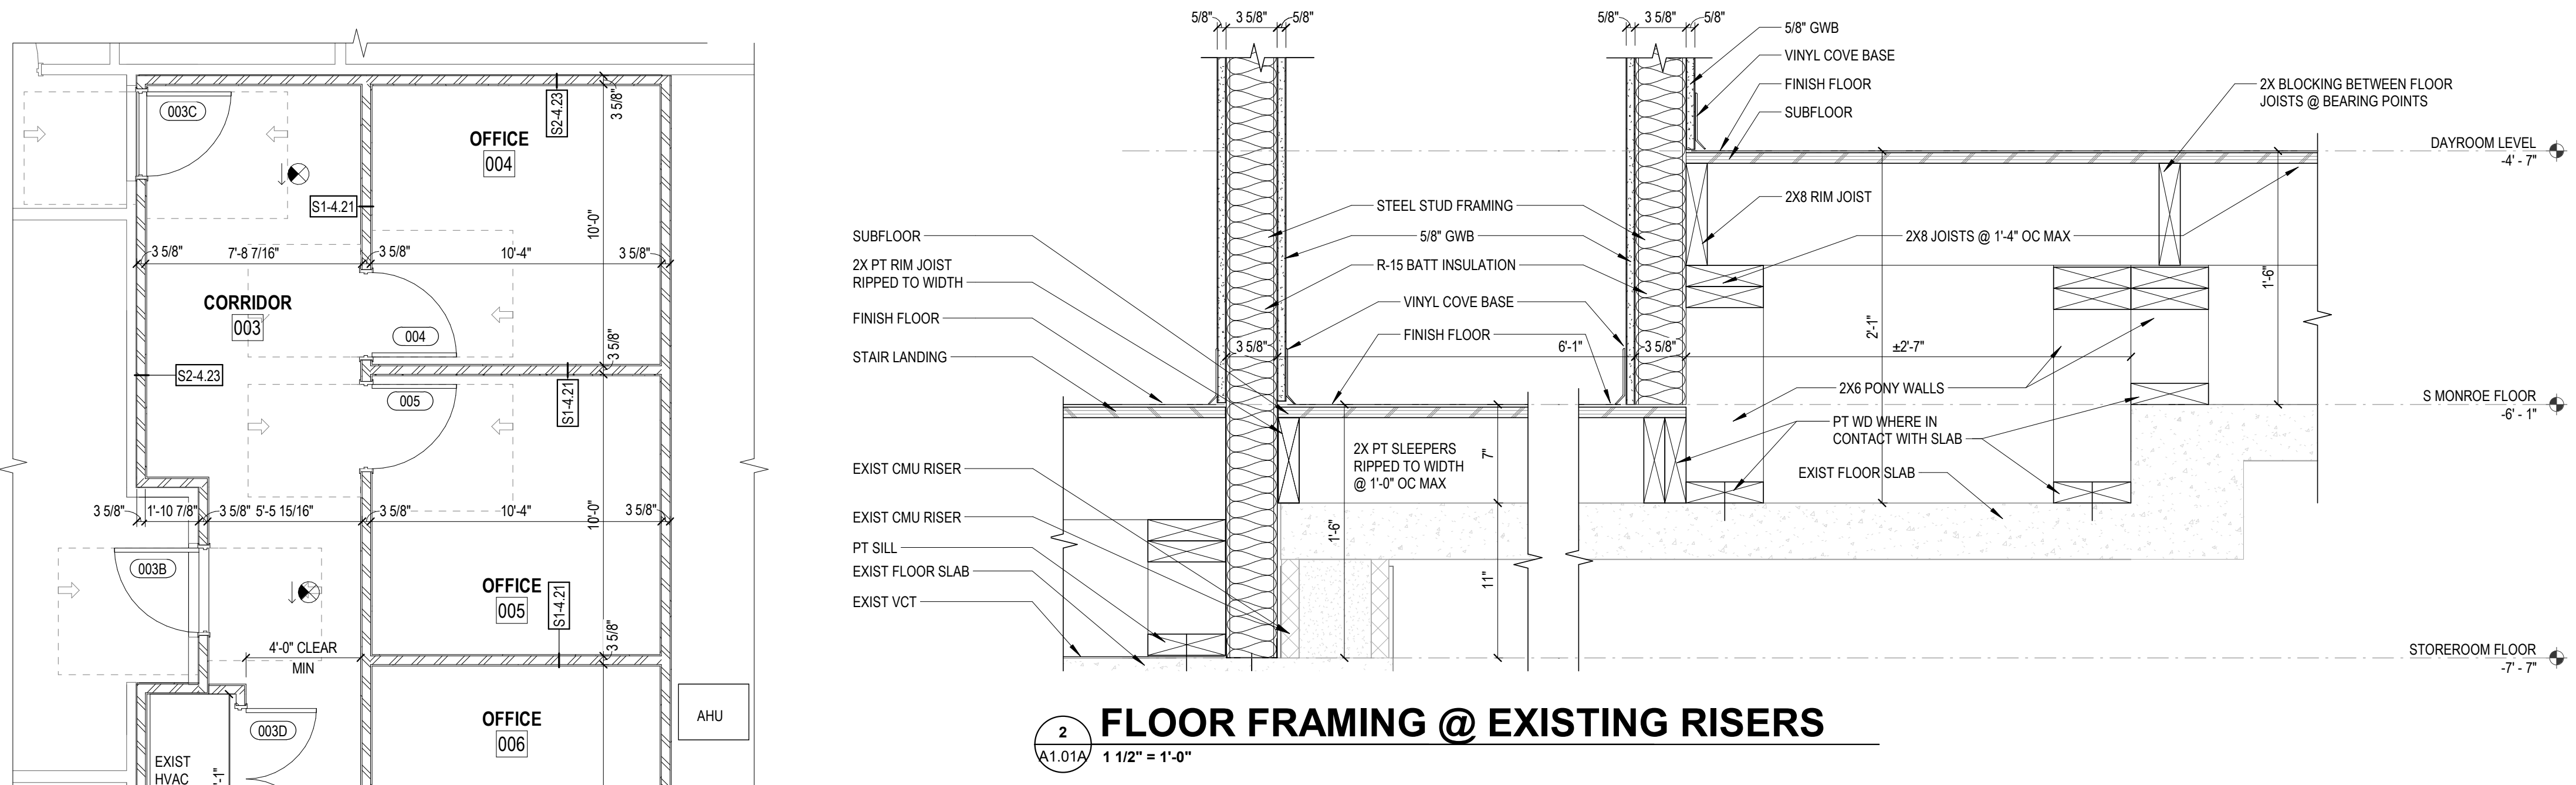 003C
OFFICE
004
S2-4.23
3 5/8"
S1-4.21
10'-0"
3 5/8"
7'-8 7/16"
3 5/8"
10'-4"
3 5/8"
CORRIDOR
003
004
3 5/8"
S2-4.23
005
S1-4.21
3 5/8"
1'-10 7/8"
3 5/8"
5'-5 15/16"
3 5/8"
10'-4"
3 5/8"
10'-0"
003B
OFFICE
005
S1-4.21
3 5/8"
4'-0" CLEAR
MIN
OFFICE
006
AHU
003D
EXIST
HVAC
5/8"
3 5/8"
5/8"
5/8"
3 5/8"
5/8"
5/8" GWB
VINYL COVE BASE
FINISH FLOOR
SUBFLOOR
2X BLOCKING BETWEEN FLOOR
JOISTS @ BEARING POINTS
DAYROOM LEVEL
-4' - 7"
STEEL STUD FRAMING
2X8 RIM JOIST
SUBFLOOR
5/8" GWB
2X8 JOISTS @ 1'-4" OC MAX
2X PT RIM JOIST
RIPPED TO WIDTH
R-15 BATT INSULATION
VINYL COVE BASE
1'-6"
FINISH FLOOR
FINISH FLOOR
2'-1"
STAIR LANDING
3 5/8"
6'-1"
3 5/8"
±2'-7"
2X6 PONY WALLS
S MONROE FLOOR
-6' - 1"
PT WD WHERE IN
CONTACT WITH SLAB
2X PT SLEEPERS
RIPPED TO WIDTH
@ 1'-0" OC MAX
7"
EXIST CMU RISER
EXIST FLOOR SLAB
EXIST CMU RISER
1'-6"
PT SILL
EXIST FLOOR SLAB
11"
EXIST VCT
STOREROOM FLOOR
-7' - 7"
2
A1.01A
FLOOR FRAMING @ EXISTING RISERS
1 1/2" = 1'-0"